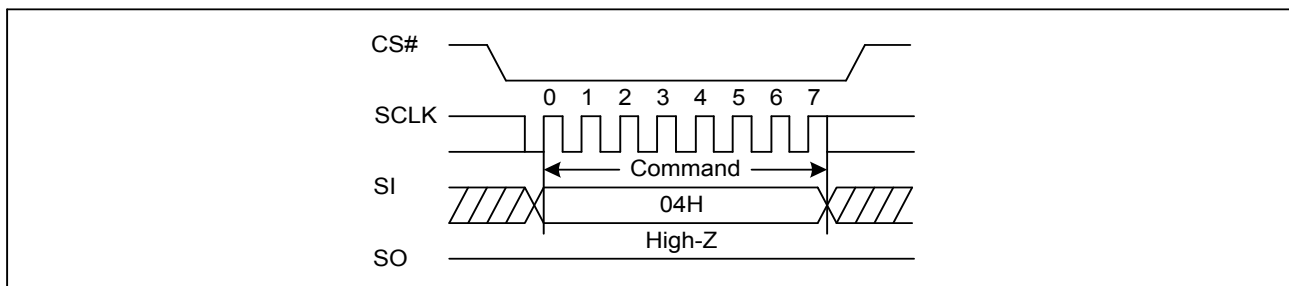 CS#
0 1 2 3 4 5 6 7
SCLK
Command
SI
04H
High-Z
SO